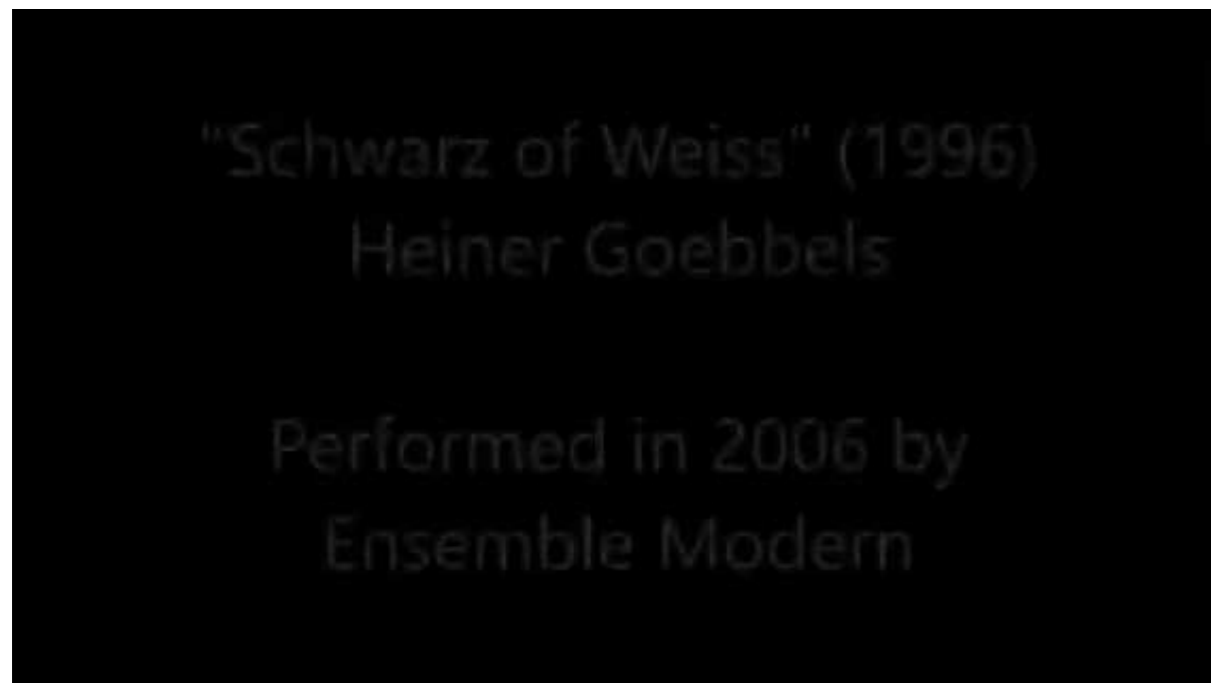 "Schwarz of Weiss" (1996)
Heiner Goebbels
Performed in 2006 by
Ensemble Modern